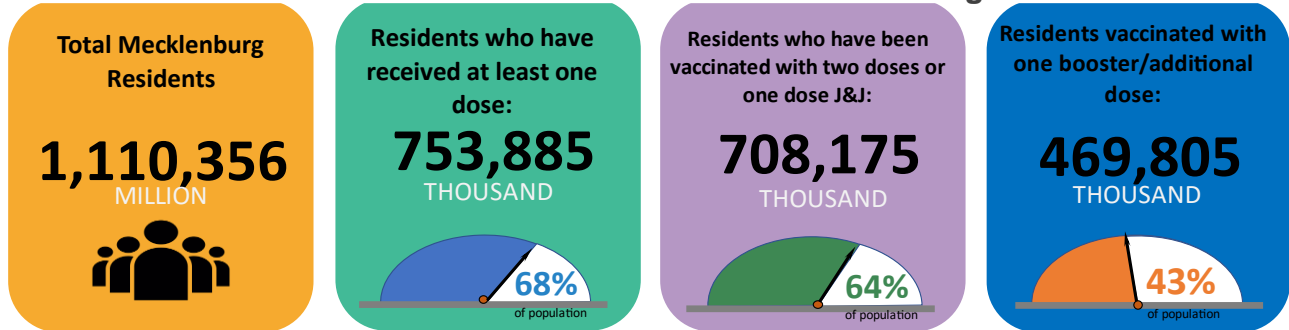 Total Mecklenburg
Residents
1,110,356
MILLION
Residents who have
received at least one
dose:
753,885
THOUSAND
68%
of population
Residents who have been
vaccinated with two doses or
one dose J&J:
708,175
THOUSAND
64%
of population
Residents vaccinated with
one booster/additional
dose:
469,805
THOUSAND
43%
of population